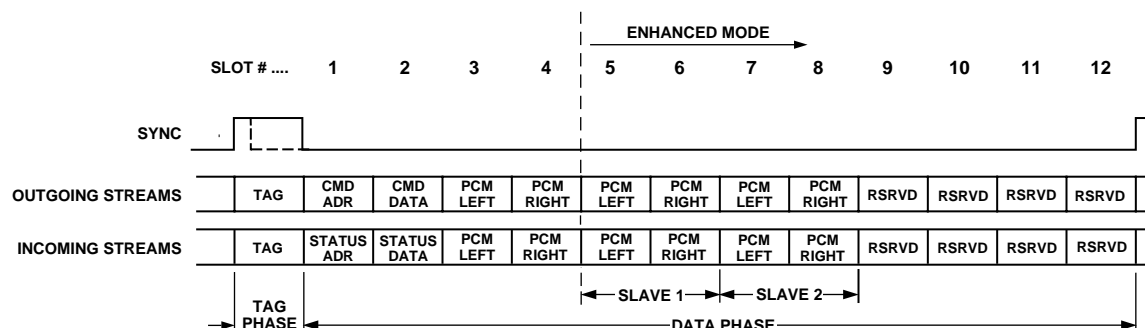 ENHANCED MODE
SLOT # .... 1 2 3 4 5 6 7 8 9 10 11 12
SYNC
OUTGOING STREAMS TAG CMD ADR CMD DATA PCM LEFT PCM RIGHT PCM LEFT PCM RIGHT PCM LEFT PCM RIGHT RSRVD RSRVD RSRVD RSRVD
INCOMING STREAMS TAG STATUS ADR STATUS DATA PCM LEFT PCM RIGHT PCM LEFT PCM RIGHT PCM LEFT PCM RIGHT RSRVD RSRVD RSRVD RSRVD
SLAVE 1 SLAVE 2
TAG PHASE DATA PHASE